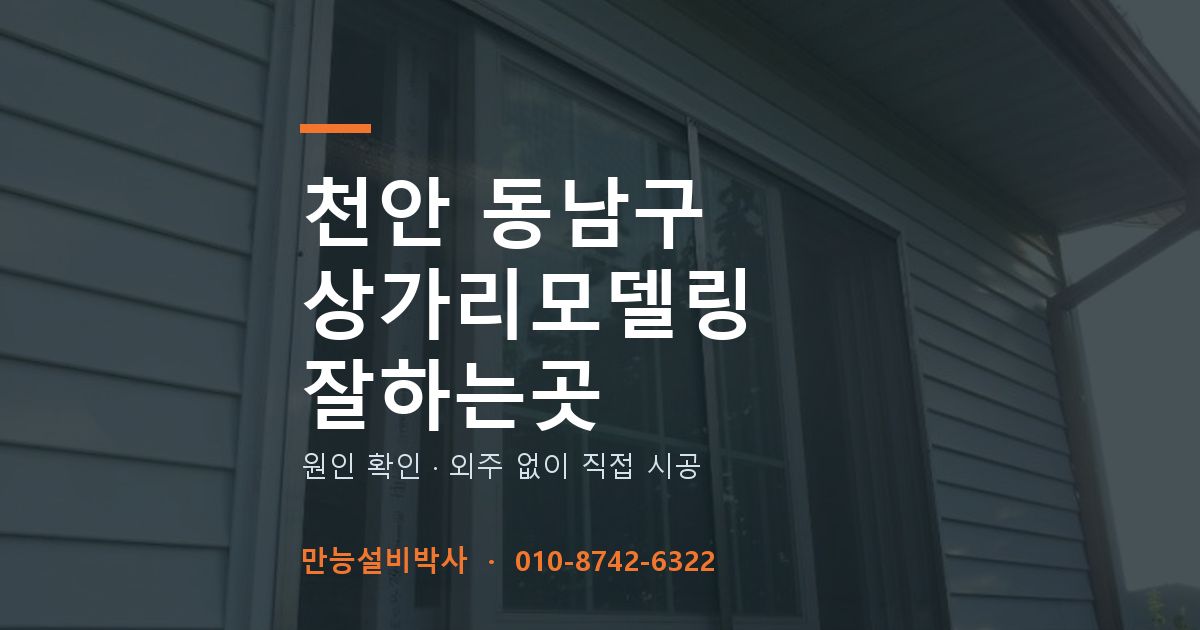 천안 동남구
상가리모델링
잘하는곳
원인 확인 · 외주 없이 직접 시공
만능설비박사 · 010-8742-6322